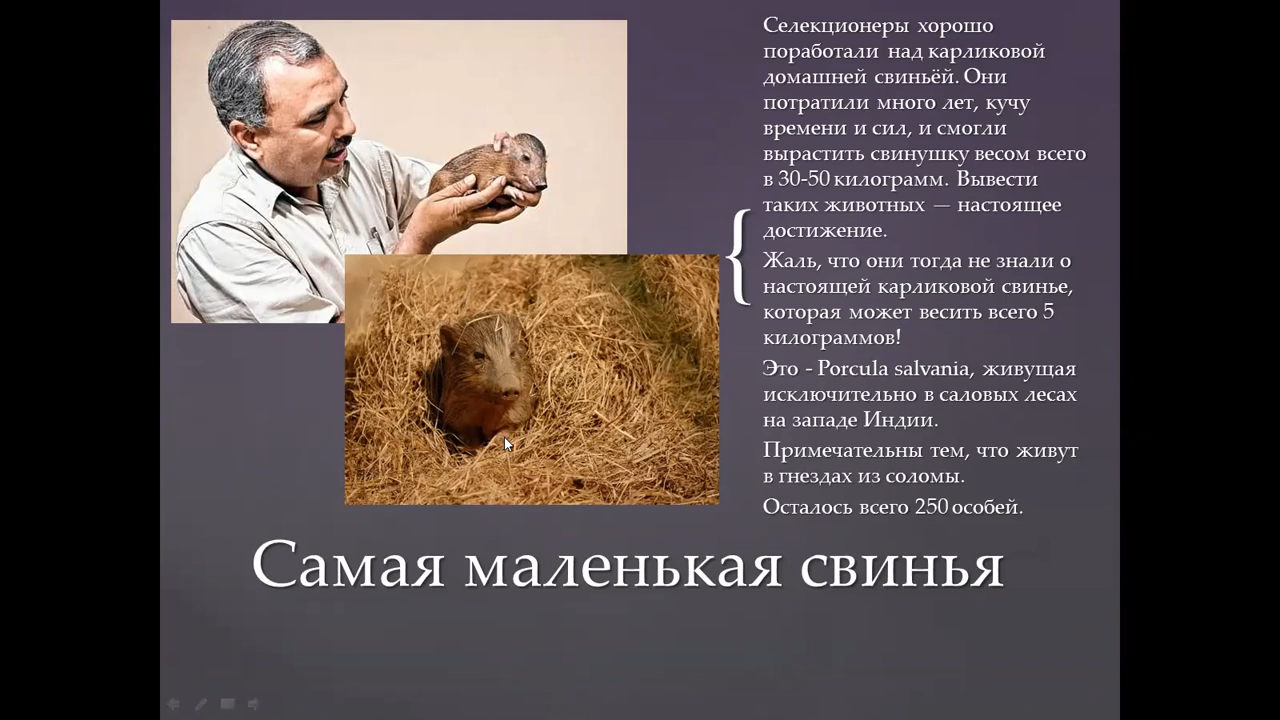 Селекционеры хорошо
поработали над карликовой
домашней свиньёй. Они
потратили много лет, кучу
времени и сил, и смогли
вырастить свинушку весом всего
в 30-50 килограмм. Вывести
таких животных — настоящее
достижение.
Жаль, что они тогда не знали о
настоящей карликовой свинье,
которая может весить всего 5
килограммов!
Это - Porcula salvania, живущая
исключительно в саловых лесах
на западе Индии.
Примечательны тем, что живут
в гнездах из соломы.
Осталось всего 250 особей.
Самая маленькая свинья